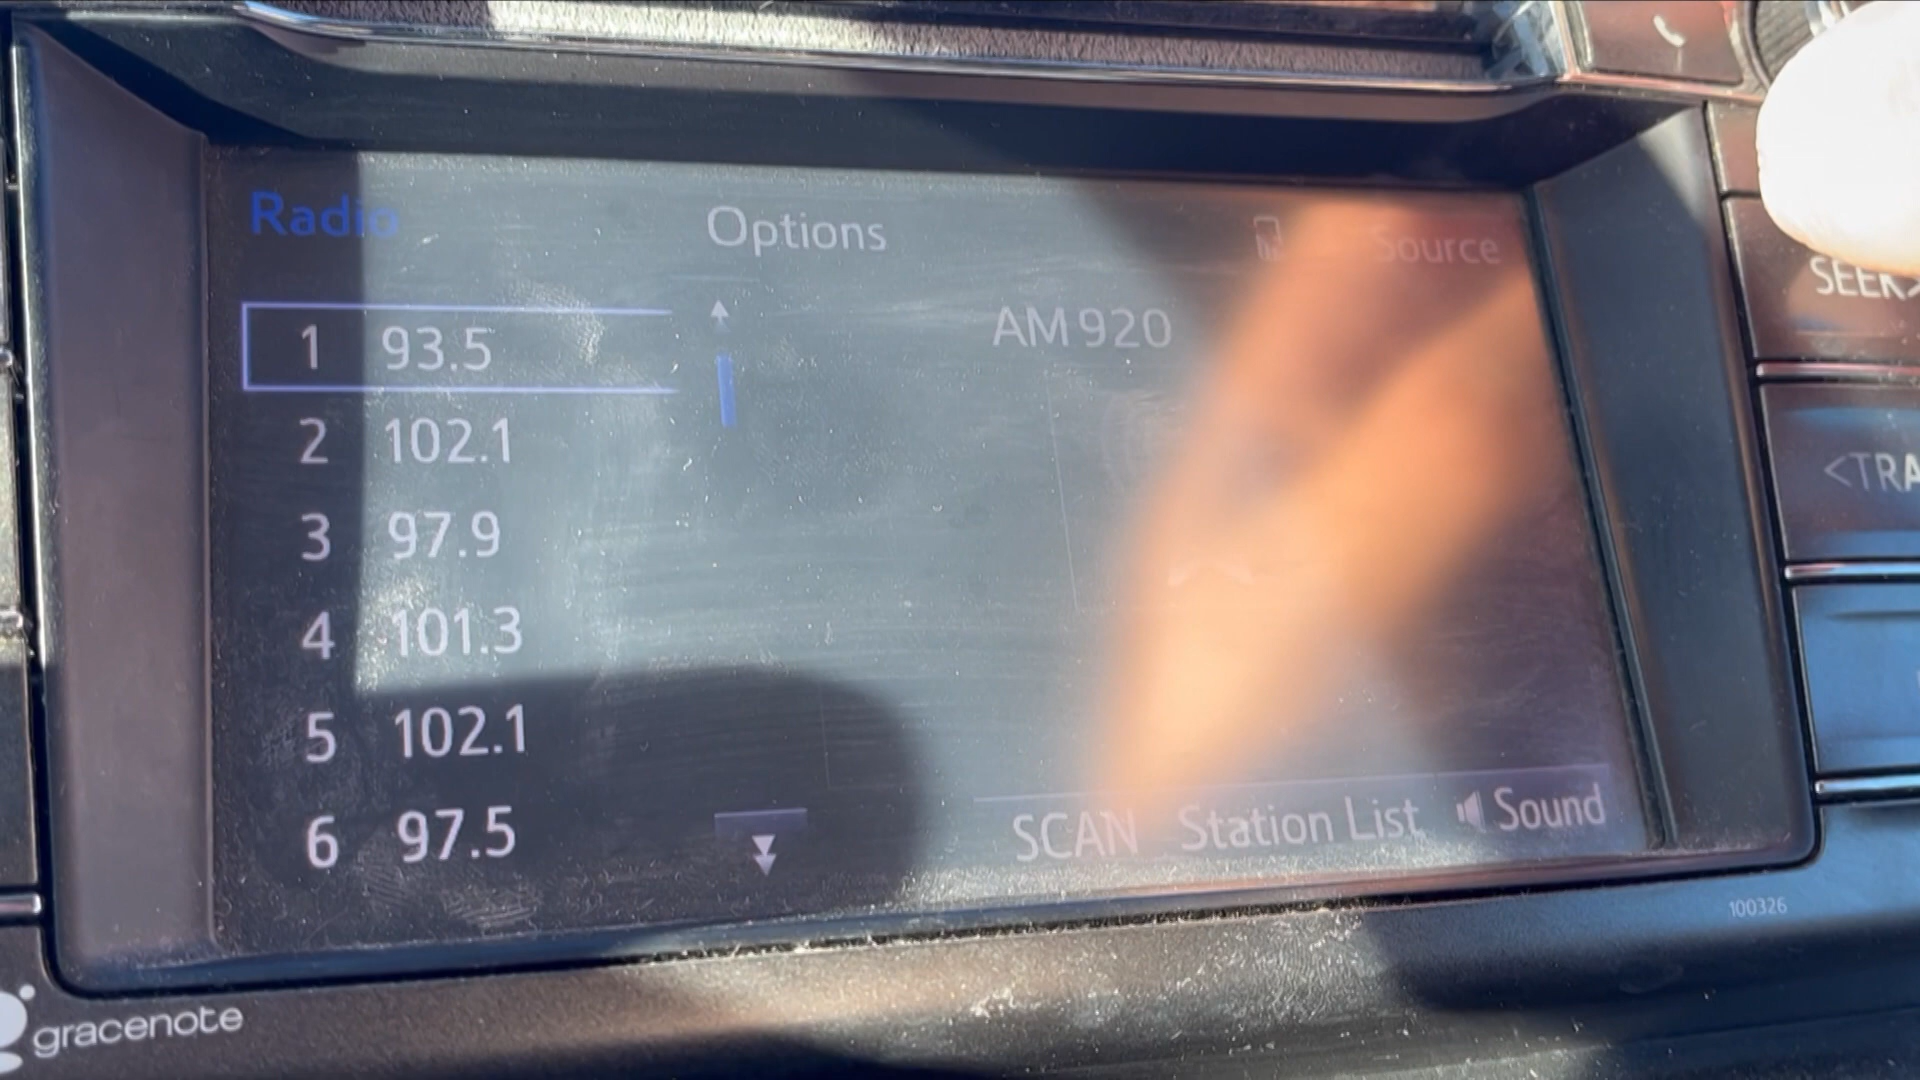 Radio Options Source
1 93.5
AM 920
2 102.1
3 97.9
4 101.3
5 102.1
6 97.5
SCAN Station List Sound
SEEK>
<TRA
100326
gracenote